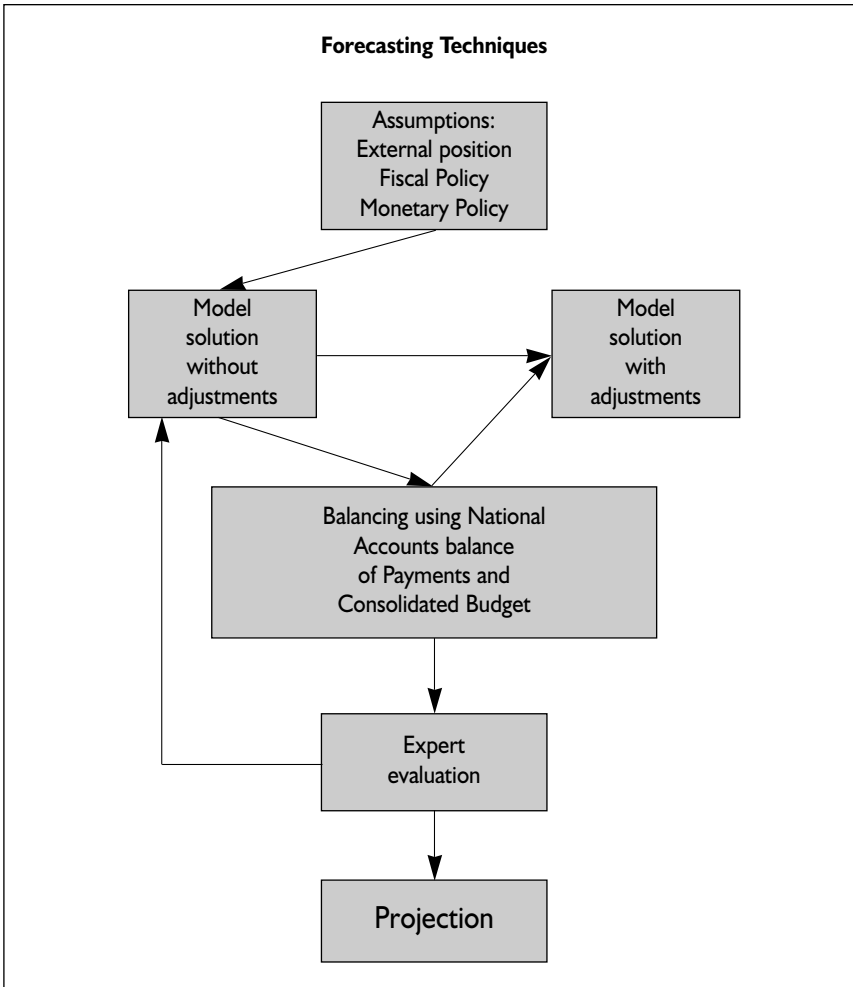 Forecasting Techniques
Assumptions:
External position
Fiscal Policy
Monetary Policy
Model
solution
without
adjustments
Model
solution
with
adjustments
Balancing using National
Accounts balance
of Payments and
Consolidated Budget
Expert
evaluation
Projection